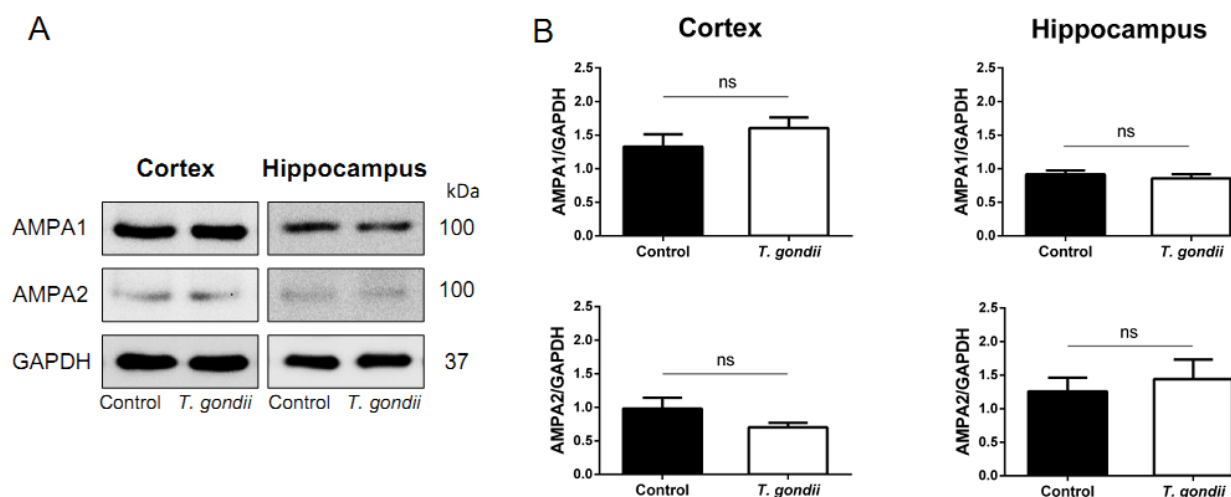 A
Cortex Hippocampus
kDa
AMPA1 100
AMPA2 100
GAPDH 37
Control T. gondii Control T. gondii
B
Cortex
AMPA1/GAPDH
2.5
2.0
1.5
1.0
0.5
0.0
ns
Control T. gondii
Hippocampus
AMPA1/GAPDH
2.5
2.0
1.5
1.0
0.5
0.0
ns
Control T. gondii
AMPA2/GAPDH
2.5
2.0
1.5
1.0
0.5
0.0
ns
Control T. gondii
AMPA2/GAPDH
2.5
2.0
1.5
1.0
0.5
0.0
ns
Control T. gondii